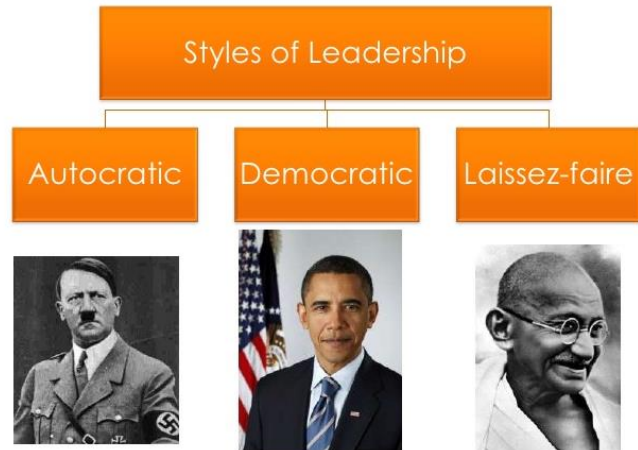 Styles of Leadership
Autocratic
Democratic
Laissez-faire